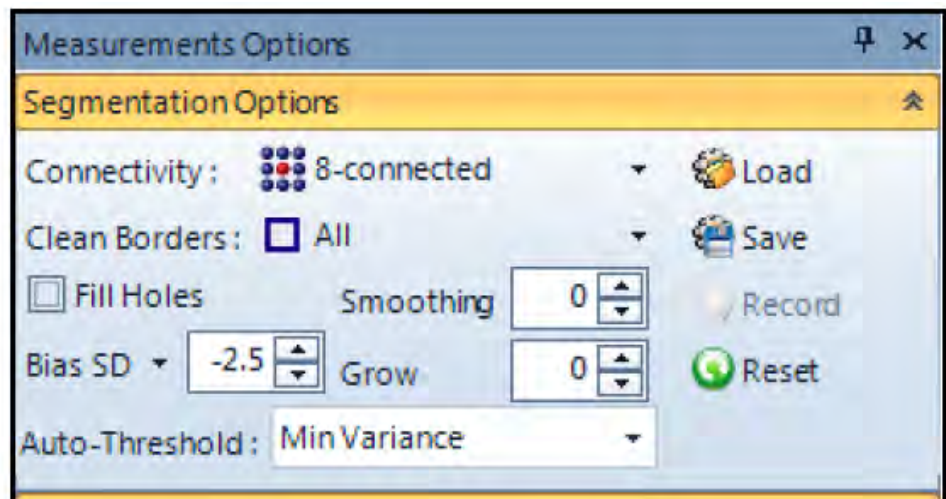 Measurements Options
Segmentation Options
Connectivity : 8-connected Load
Clean Borders : All Save
Fill Holes Smoothing 0 Record
Bias SD -2.5 Grow 0 Reset
Auto-Threshold : Min Variance